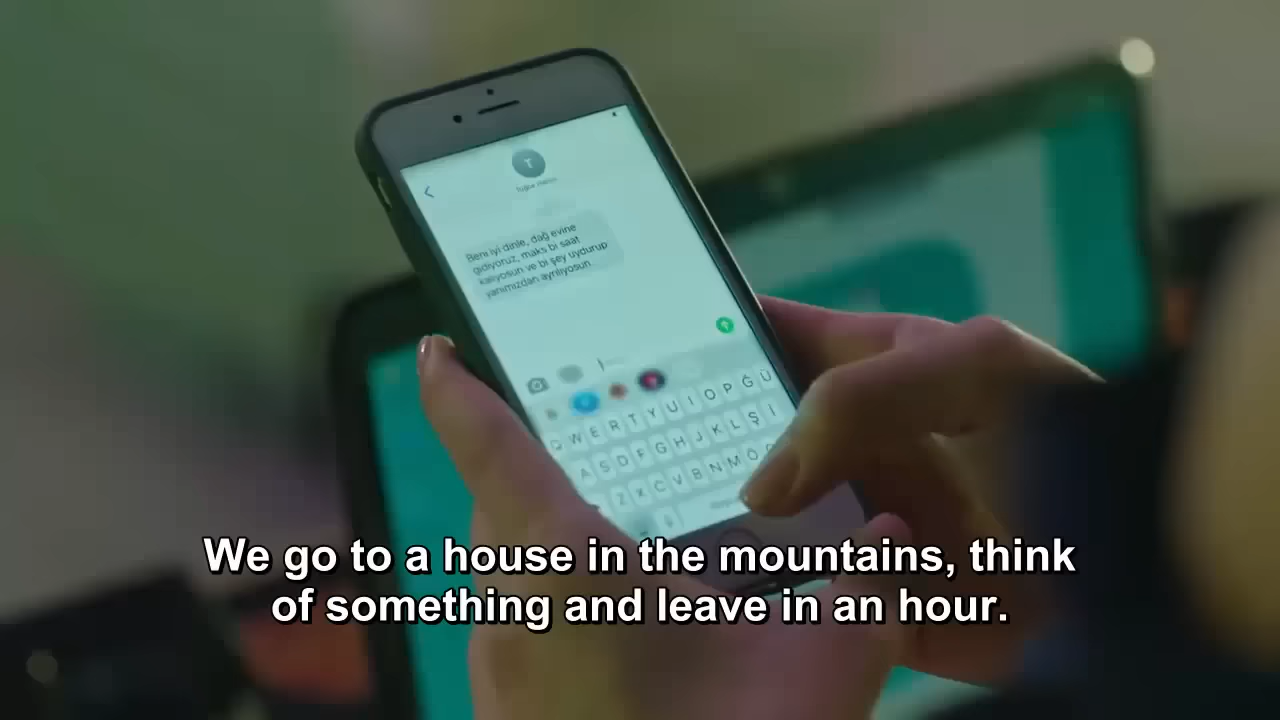 T
Beni iyi dinle, dağ evine
gidiyoruz, maks bi saat
kalıyosun ve bi şey uydurup
yanımızdan ayrılıyosun
Q W E R T Y U I O P Ğ Ü
A S D F G H J K L Ş İ
Z X C V B N M Ö
We go to a house in the mountains, think
of something and leave in an hour.